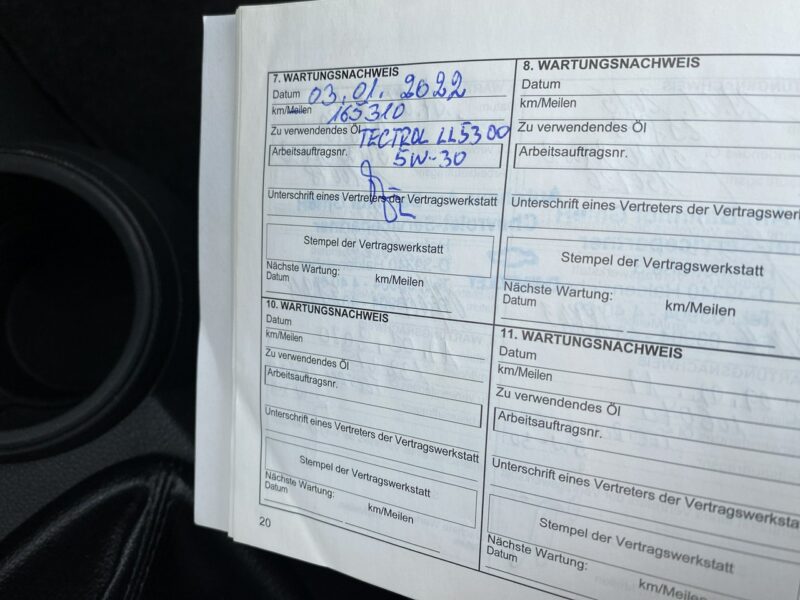 7. WARTUNGSNACHWEIS
Datum 03.01.2022
km/Meilen 165310
Zu verwendendes Öl TECTROL LL5300
Arbeitsauftragsnr. 5W-30
Unterschrift eines Vertreters der Vertragswerkstatt
Stempel der Vertragswerkstatt
Nächste Wartung:
Datum km/Meilen
8. WARTUNGSNACHWEIS
Datum
km/Meilen
Zu verwendendes Öl
Arbeitsauftragsnr.
Unterschrift eines Vertreters der Vertragswer
Stempel der Vertragswerkstatt
Nächste Wartung:
Datum km/Meilen
10. WARTUNGSNACHWEIS
Datum
km/Meilen
Zu verwendendes Öl
Arbeitsauftragsnr.
Unterschrift eines Vertreters der Vertragswerkstatt
Stempel der Vertragswerkstatt
Nächste Wartung:
Datum km/Meilen
11. WARTUNGSNACHWEIS
Datum
km/Meilen
Zu verwendendes Öl
Arbeitsauftragsnr.
Unterschrift eines Vertreters der Vertragswerksta
Stempel der Vertragswerkstatt
Nächste Wartung:
Datum km/Meilen
20